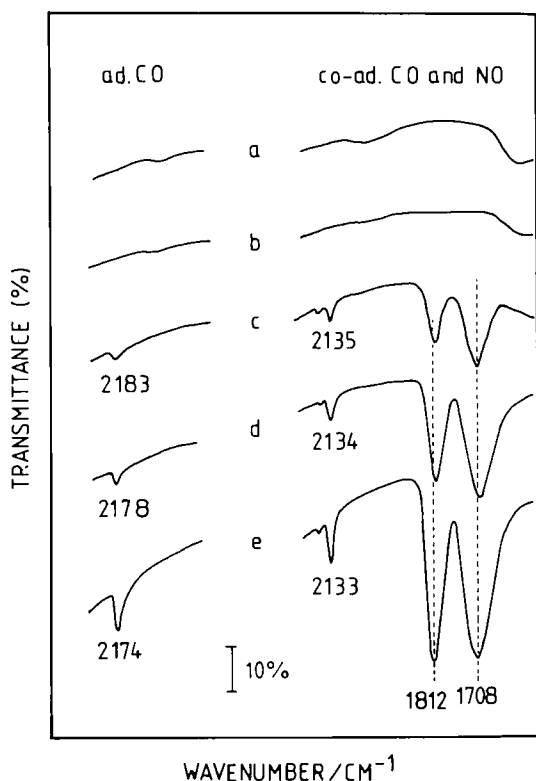 ad.CO
co-ad. CO and NO
a
b
c
2183
2135
d
2178
2134
e
2174
2133
10%
1812
1708
TRANSMITTANCE (%)
WAVENUMBER/CM⁻¹